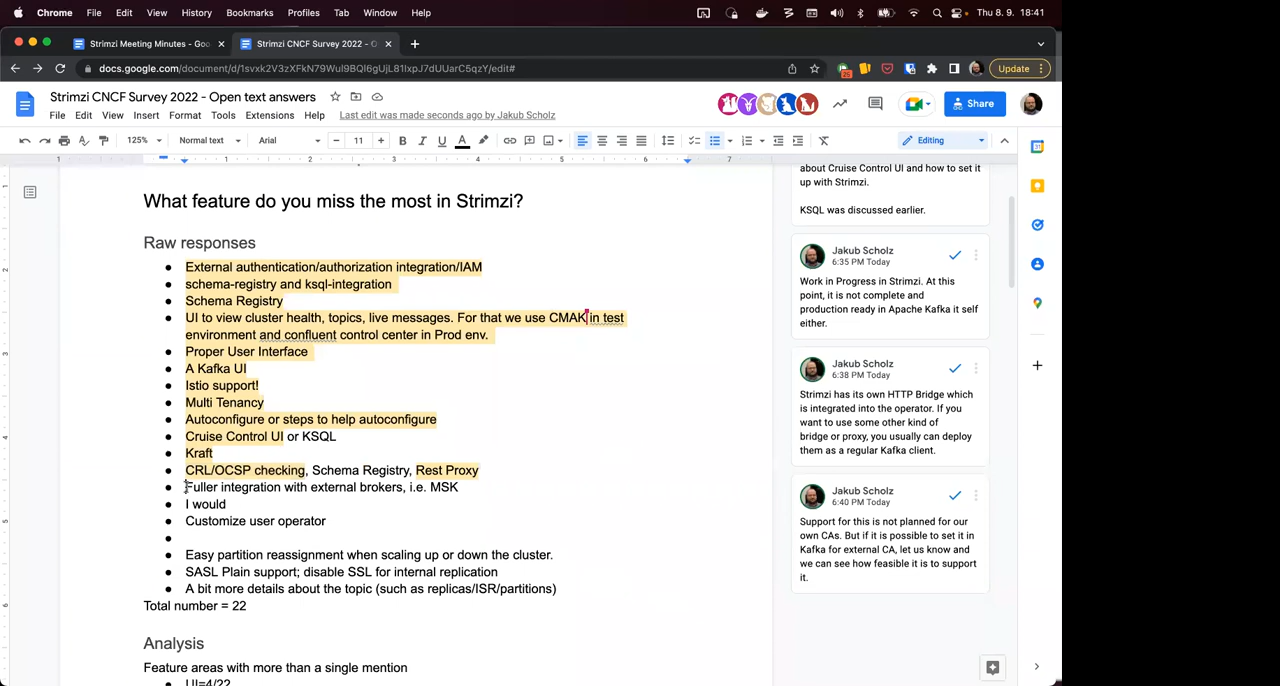 Chrome File Edit View History Bookmarks Profiles Tab Window Help Thu 8. 9. 18:41
Strimzi Meeting Minutes - Goo Strimzi CNCF Survey 2022 - O
docs.google.com/document/d/1svxk2V3zXFkN79WuI9BQl6gUjL81IxpJ7dUUarC5qzY/edit# 26 Update
Strimzi CNCF Survey 2022 - Open text answers
File Edit View Insert Format Tools Extensions Help Last edit was made seconds ago by Jakub Scholz Share
125% Normal text Arial 11 Editing
1 1 2 3 4 5 6 7
about Cruise Control UI and how to set it
up with Strimzi.
KSQL was discussed earlier.
What feature do you miss the most in Strimzi?
Raw responses
External authentication/authorization integration/IAM
schema-registry and ksql-integration
Schema Registry
UI to view cluster health, topics, live messages. For that we use CMAK in test
environment and confluent control center in Prod env.
Proper User Interface
A Kafka UI
Istio support!
Multi Tenancy
Autoconfigure or steps to help autoconfigure
Cruise Control UI or KSQL
Kraft
CRL/OCSP checking, Schema Registry, Rest Proxy
Fuller integration with external brokers, i.e. MSK
I would
Customize user operator
Easy partition reassignment when scaling up or down the cluster.
SASL Plain support; disable SSL for internal replication
A bit more details about the topic (such as replicas/ISR/partitions)
Total number = 22
Analysis
Feature areas with more than a single mention
UI=4/22
Jakub Scholz
6:35 PM Today
Work in Progress in Strimzi. At this
point, it is not complete and
production ready in Apache Kafka it self
either.
Jakub Scholz
6:38 PM Today
Strimzi has its own HTTP Bridge which
is integrated into the operator. If you
want to use some other kind of
bridge or proxy, you usually can deploy
them as a regular Kafka client.
Jakub Scholz
6:40 PM Today
Support for this is not planned for our
own CAs. But if it is possible to set it in
Kafka for external CA, let us know and
we can see how feasible it is to support
it.